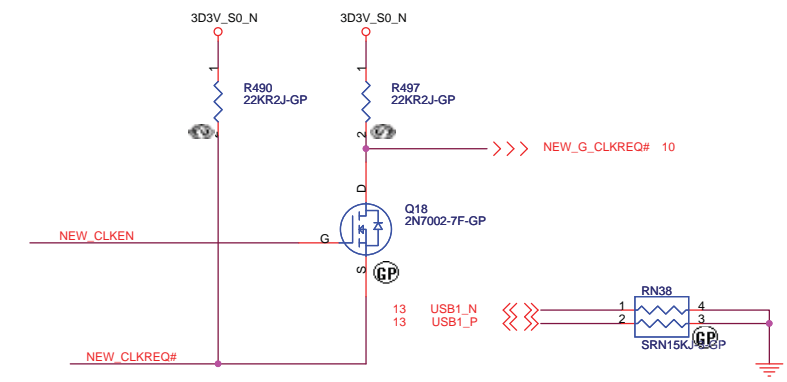 3D3V_S0_N
3D3V_S0_N
1
1
R490
22KR2J-GP
R497
22KR2J-GP
2
NEW_G_CLKREQ# 10
D
Q18
2N7002-7F-GP
NEW_CLKEN
G
S
GP
RN38
13 USB1_N
1
4
13 USB1_P
2
3
GP
NEW_CLKREQ#